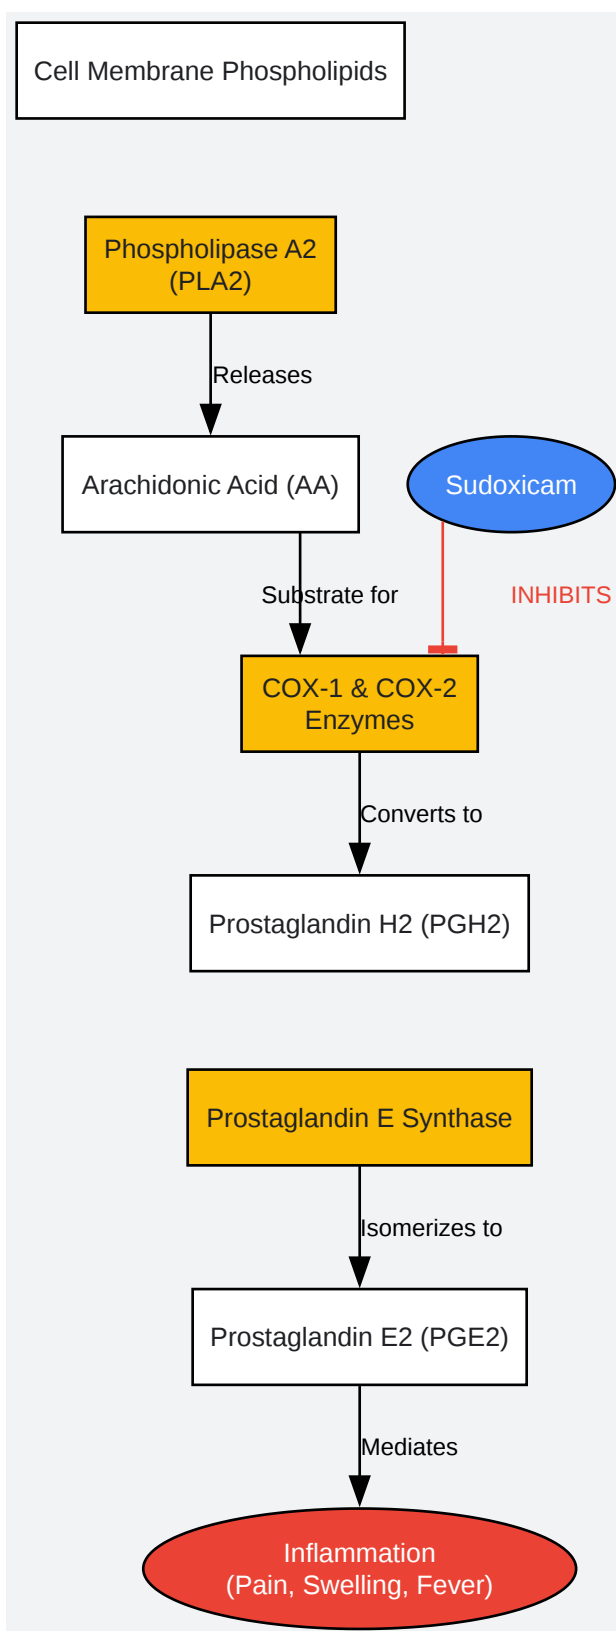 Cell Membrane Phospholipids
Phospholipase A2
(PLA2)
Releases
Arachidonic Acid (AA)
Sudoxicam
Substrate for
INHIBITS
COX-1 & COX-2
Enzymes
Converts to
Prostaglandin H2 (PGH2)
Prostaglandin E Synthase
Isomerizes to
Prostaglandin E2 (PGE2)
Mediates
Inflammation
(Pain, Swelling, Fever)